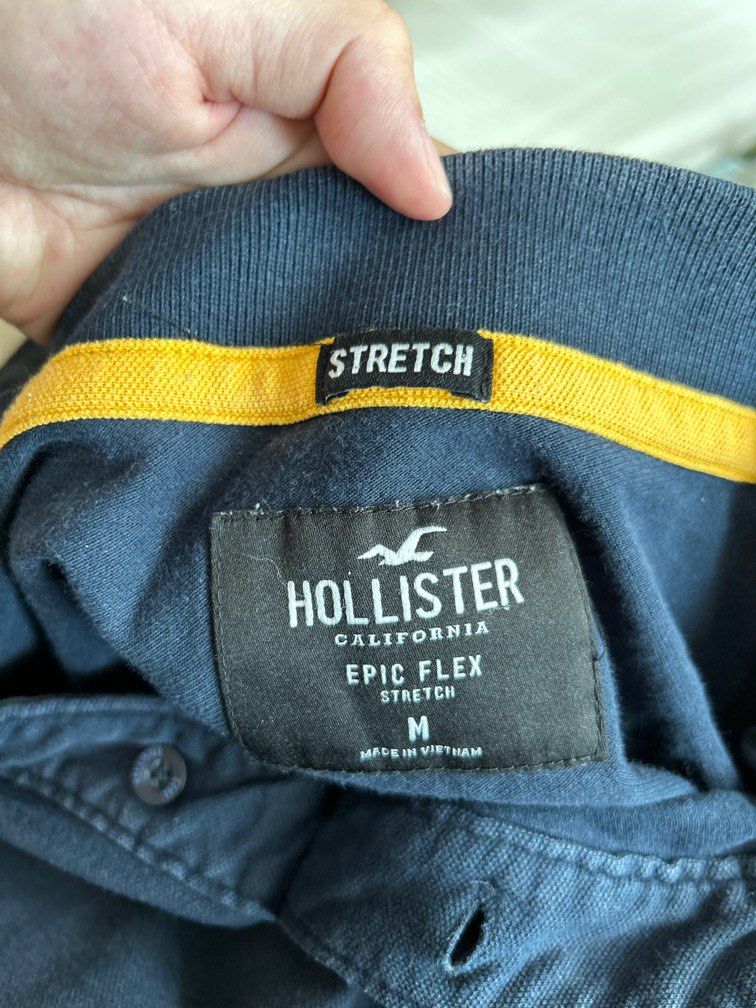 STRETCH
HOLLISTER
CALIFORNIA
EPIC FLEX
STRETCH
M
MADE IN VIETNAM